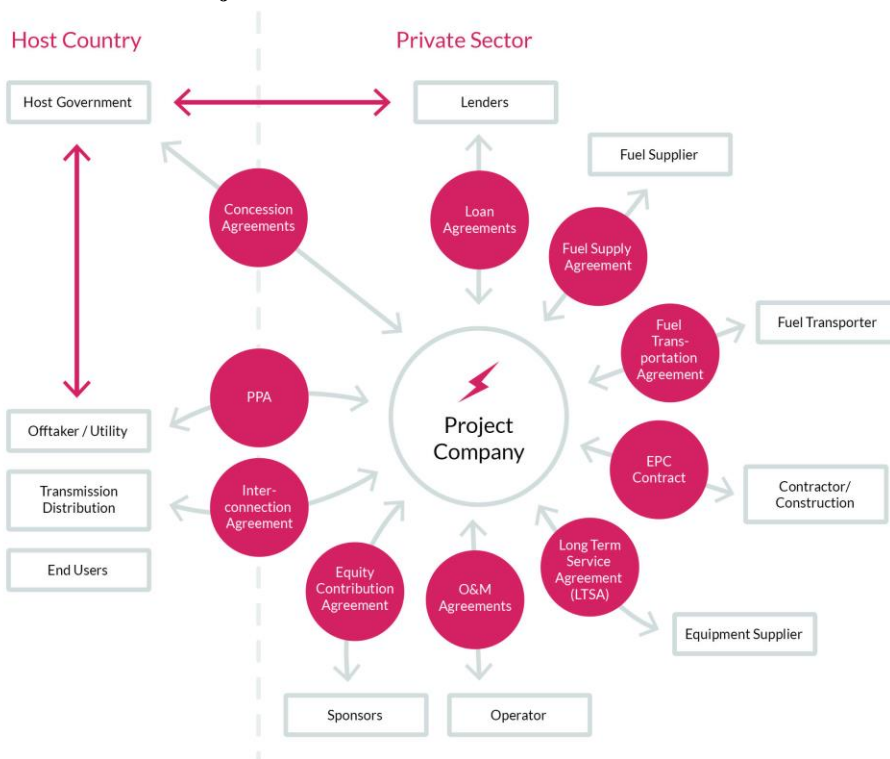 Host Country
Private Sector
Host Government
Lenders
Fuel Supplier
Concession
Agreements
Loan
Agreements
Fuel Supply
Agreement
Fuel
Trans-
portation
Agreement
Fuel Transporter
PPA
Project
Company
Offtaker / Utility
EPC
Contract
Transmission
Distribution
Inter-
connection
Agreement
Contractor/
Construction
End Users
Equity
Contribution
Agreement
O&M
Agreements
Long Term
Service
Agreement
(LTSA)
Equipment Supplier
Sponsors
Operator